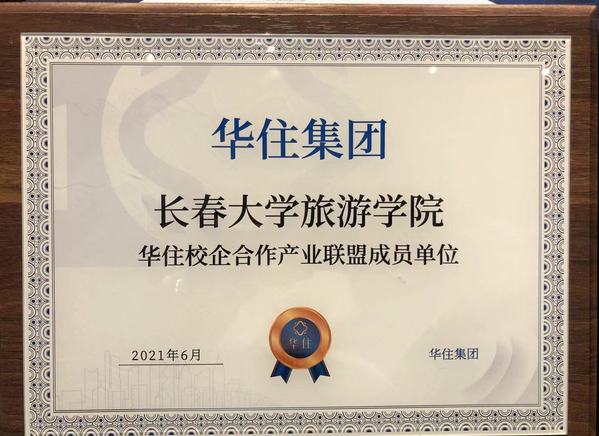 华住集团
长春大学旅游学院
华住校企合作产业联盟成员单位
华住
2021年6月
华住集团